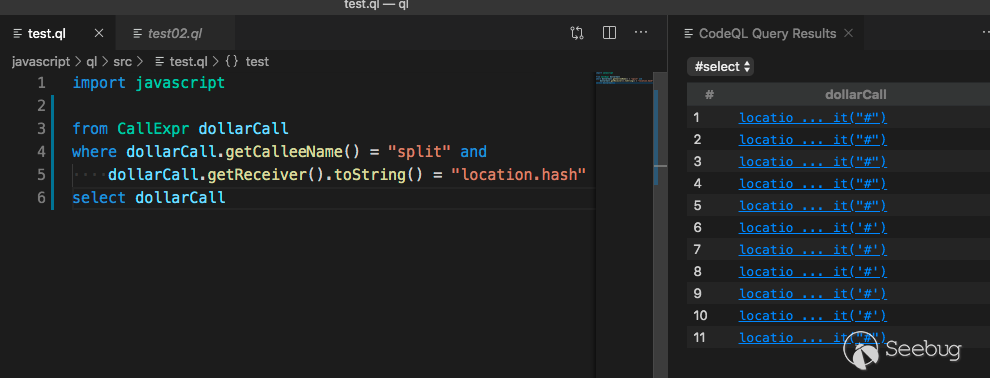 test.ql — ql
test.ql
test02.ql
javascript > ql > src > test.ql > {} test
1 import javascript
2
3 from CallExpr dollarCall
4 where dollarCall.getCalleeName() = "split" and
5 ····dollarCall.getReceiver().toString() = "location.hash"
6 select dollarCall
CodeQL Query Results
#select
# dollarCall
1 locatio ... it("#")
2 locatio ... it("#")
3 locatio ... it("#")
4 locatio ... it("#")
5 locatio ... it("#")
6 locatio ... it('#')
7 locatio ... it('#')
8 locatio ... it('#')
9 locatio ... it('#')
10 locatio ... it('#')
11 locatio ... it("#")
Seebug